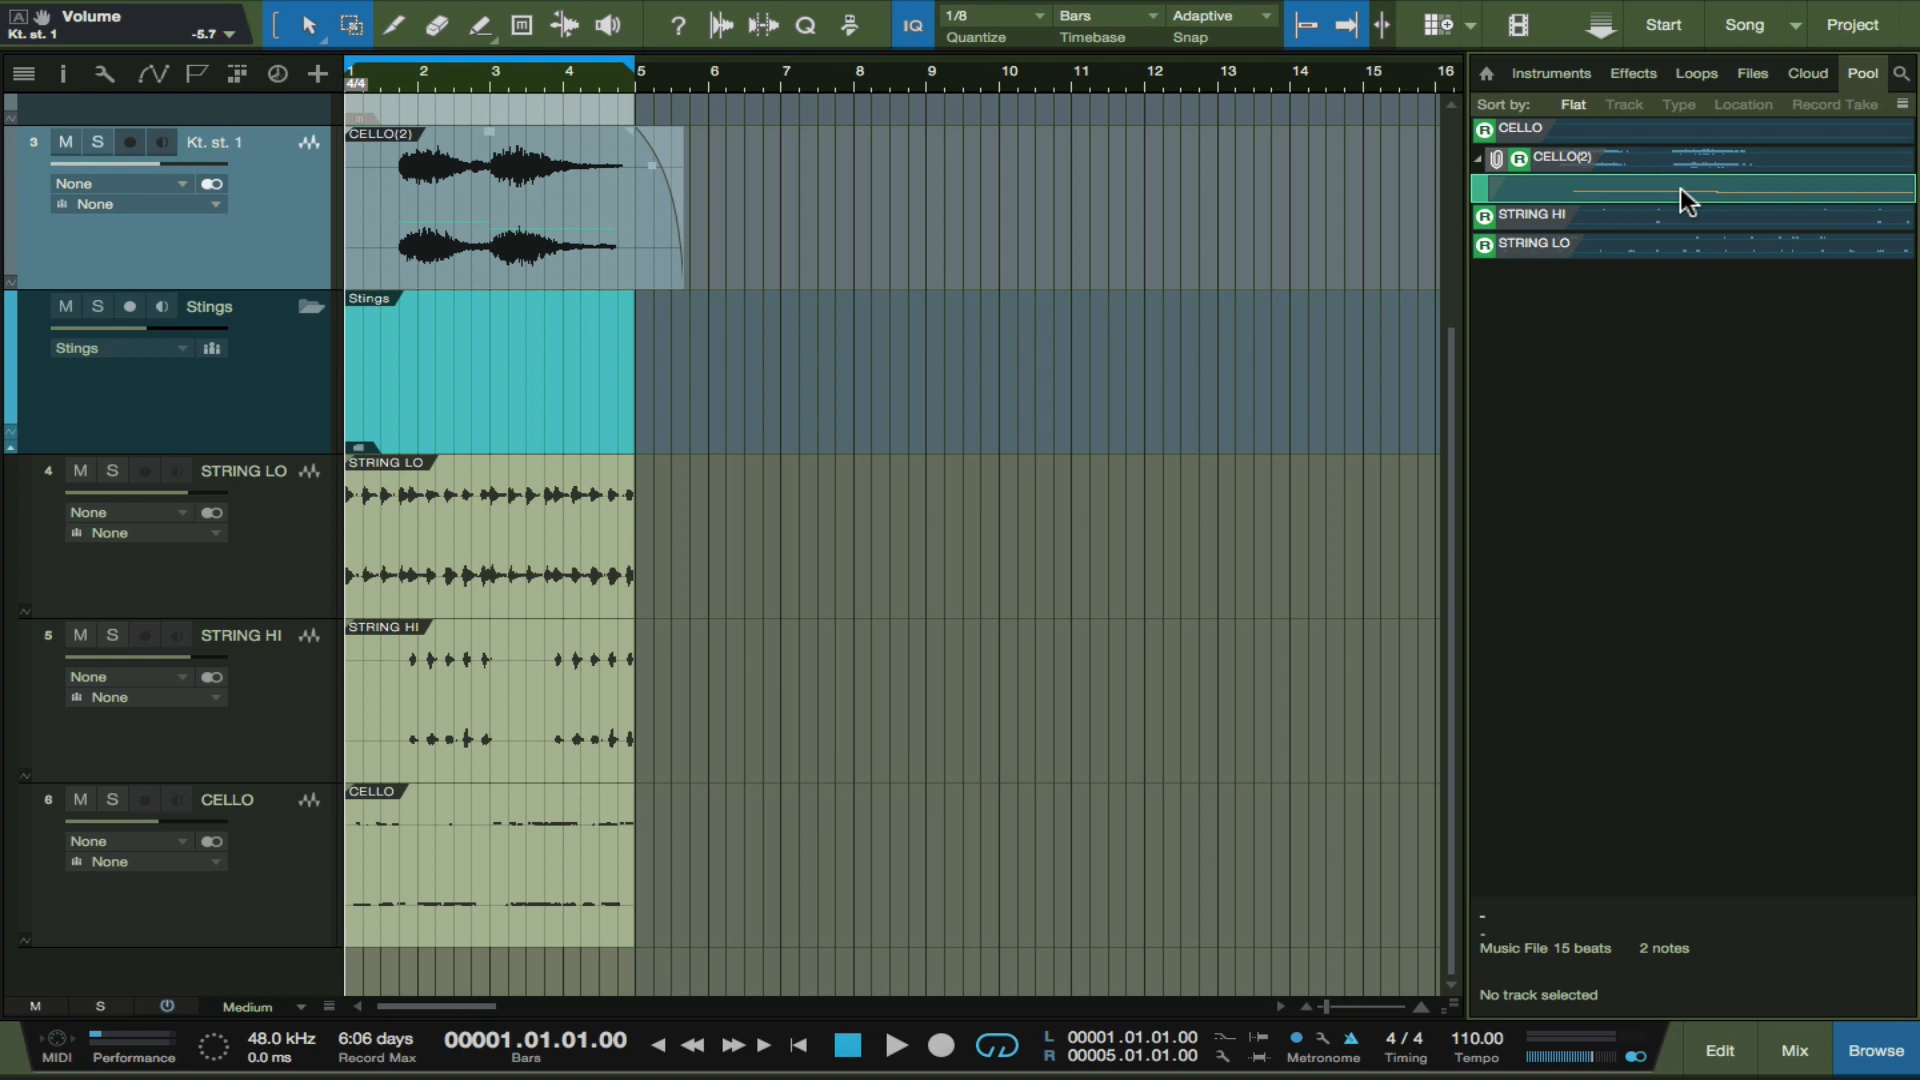 A Volume
Kt. st. 1 -5.7
IQ
1/8
Quantize
Bars
Timebase
Adaptive
Snap
Start Song Project
1 2 3 4 5 6 7 8 9 10 11 12 13 14 15 16
4/4
Instruments Effects Loops Files Cloud Pool
Sort by: Flat Track Type Location Record Take
R CELLO
R CELLO(2)
R STRING HI
R STRING LO
3 M S Kt. st. 1
None
None
CELLO(2)
M S Stings
Stings
Stings
4 M S STRING LO
None
None
STRING LO
5 M S STRING HI
None
None
STRING HI
6 M S CELLO
None
None
CELLO
-
-
Music File 15 beats 2 notes
No track selected
M S Medium
MIDI
Performance
48.0 kHz
0.0 ms
6:06 days
Record Max
00001.01.01.00
Bars
L 00001.01.01.00
R 00005.01.01.00
Metronome
4 / 4
Timing
110.00
Tempo
Edit Mix Browse